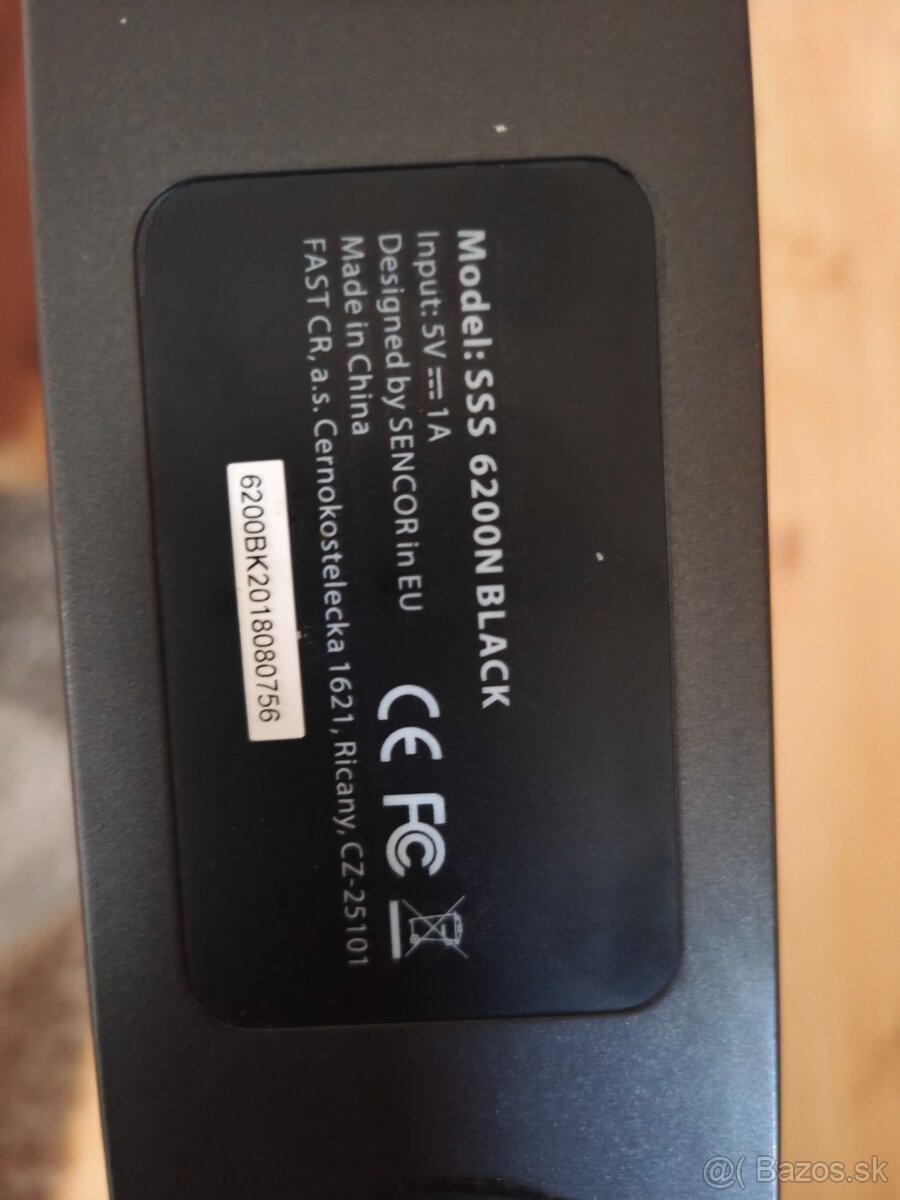 Model: SSS 6200N BLACK
Input: 5V ⎓ 1A
Designed by SENCOR in EU
Made in China
FAST CR, a.s. Cernokostelecka 1621, Ricany, CZ-25101
CE FC
6200BK2018080756
@( Bazos.sk